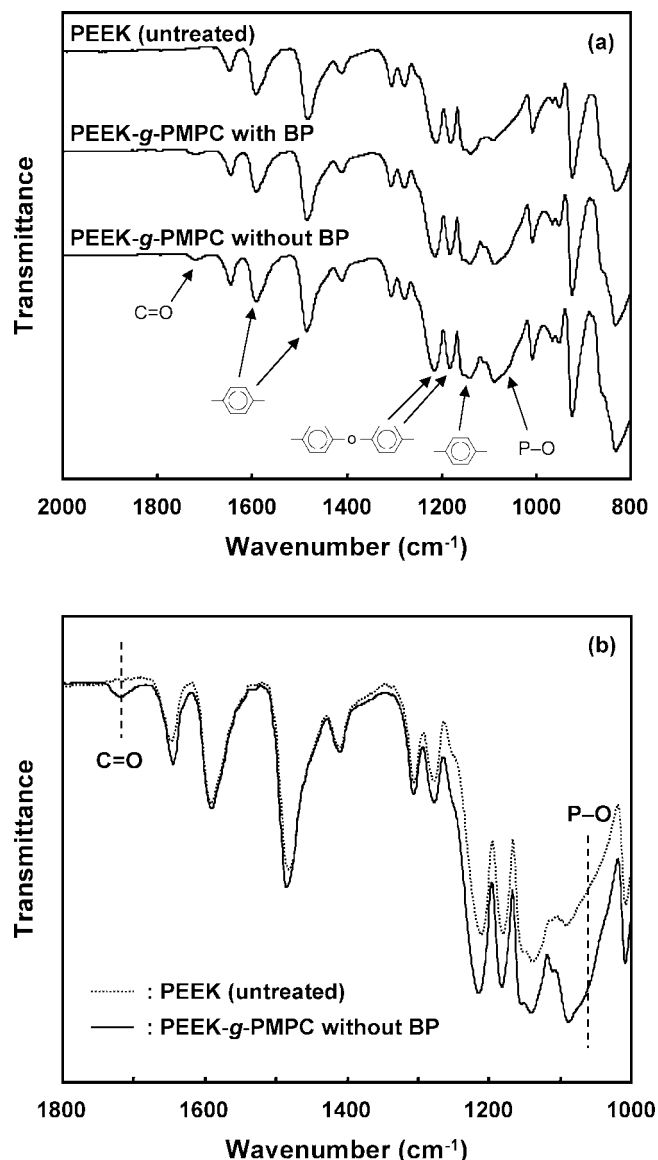 PEEK (untreated)
(a)
PEEK-g-PMPC with BP
PEEK-g-PMPC without BP
C=O
o
P–O
Transmittance
2000 1800 1600 1400 1200 1000 800
Wavenumber (cm-1)
(b)
C=O
P–O
: PEEK (untreated)
: PEEK-g-PMPC without BP
Transmittance
1800 1600 1400 1200 1000
Wavenumber (cm-1)